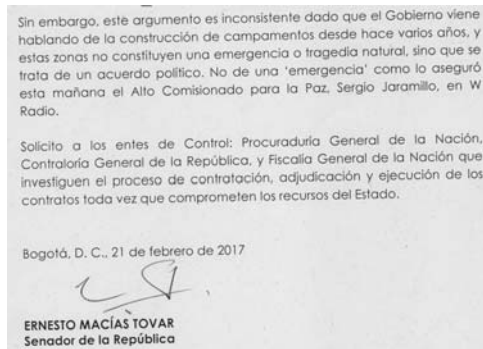 Sin embargo, este argumento es inconsistente dado que el Gobierno viene
hablando de la construcción de campamentos desde hace varios años, y
estas zonas no constituyen una emergencia o tragedia natural, sino que se
trata de un acuerdo político. No de una 'emergencia' como lo aseguró
esta mañana el Alto Comisionado para la Paz, Sergio Jaramillo, en W
Radio.
Solicito a los entes de Control: Procuraduría General de la Nación,
Contraloría General de la República, y Fiscalía General de la Nación que
investiguen el proceso de contratación, adjudicación y ejecución de los
contratos toda vez que comprometen los recursos del Estado.
Bogotá, D. C., 21 de febrero de 2017
ERNESTO MACÍAS TOVAR
Senador de la República